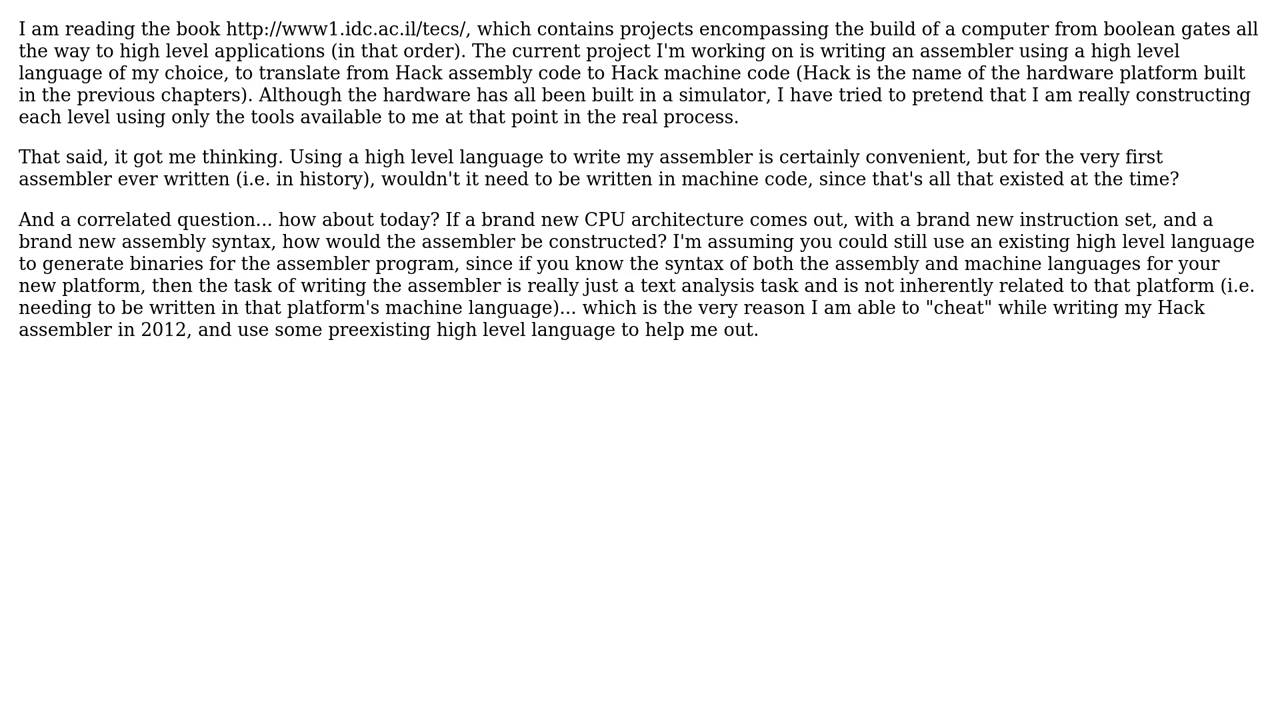 I am reading the book http://www1.idc.ac.il/tecs/, which contains projects encompassing the build of a computer from boolean gates all
the way to high level applications (in that order). The current project I'm working on is writing an assembler using a high level
language of my choice, to translate from Hack assembly code to Hack machine code (Hack is the name of the hardware platform built
in the previous chapters). Although the hardware has all been built in a simulator, I have tried to pretend that I am really constructing
each level using only the tools available to me at that point in the real process.
That said, it got me thinking. Using a high level language to write my assembler is certainly convenient, but for the very first
assembler ever written (i.e. in history), wouldn't it need to be written in machine code, since that's all that existed at the time?
And a correlated question... how about today? If a brand new CPU architecture comes out, with a brand new instruction set, and a
brand new assembly syntax, how would the assembler be constructed? I'm assuming you could still use an existing high level language
to generate binaries for the assembler program, since if you know the syntax of both the assembly and machine languages for your
new platform, then the task of writing the assembler is really just a text analysis task and is not inherently related to that platform (i.e.
needing to be written in that platform's machine language)... which is the very reason I am able to "cheat" while writing my Hack
assembler in 2012, and use some preexisting high level language to help me out.